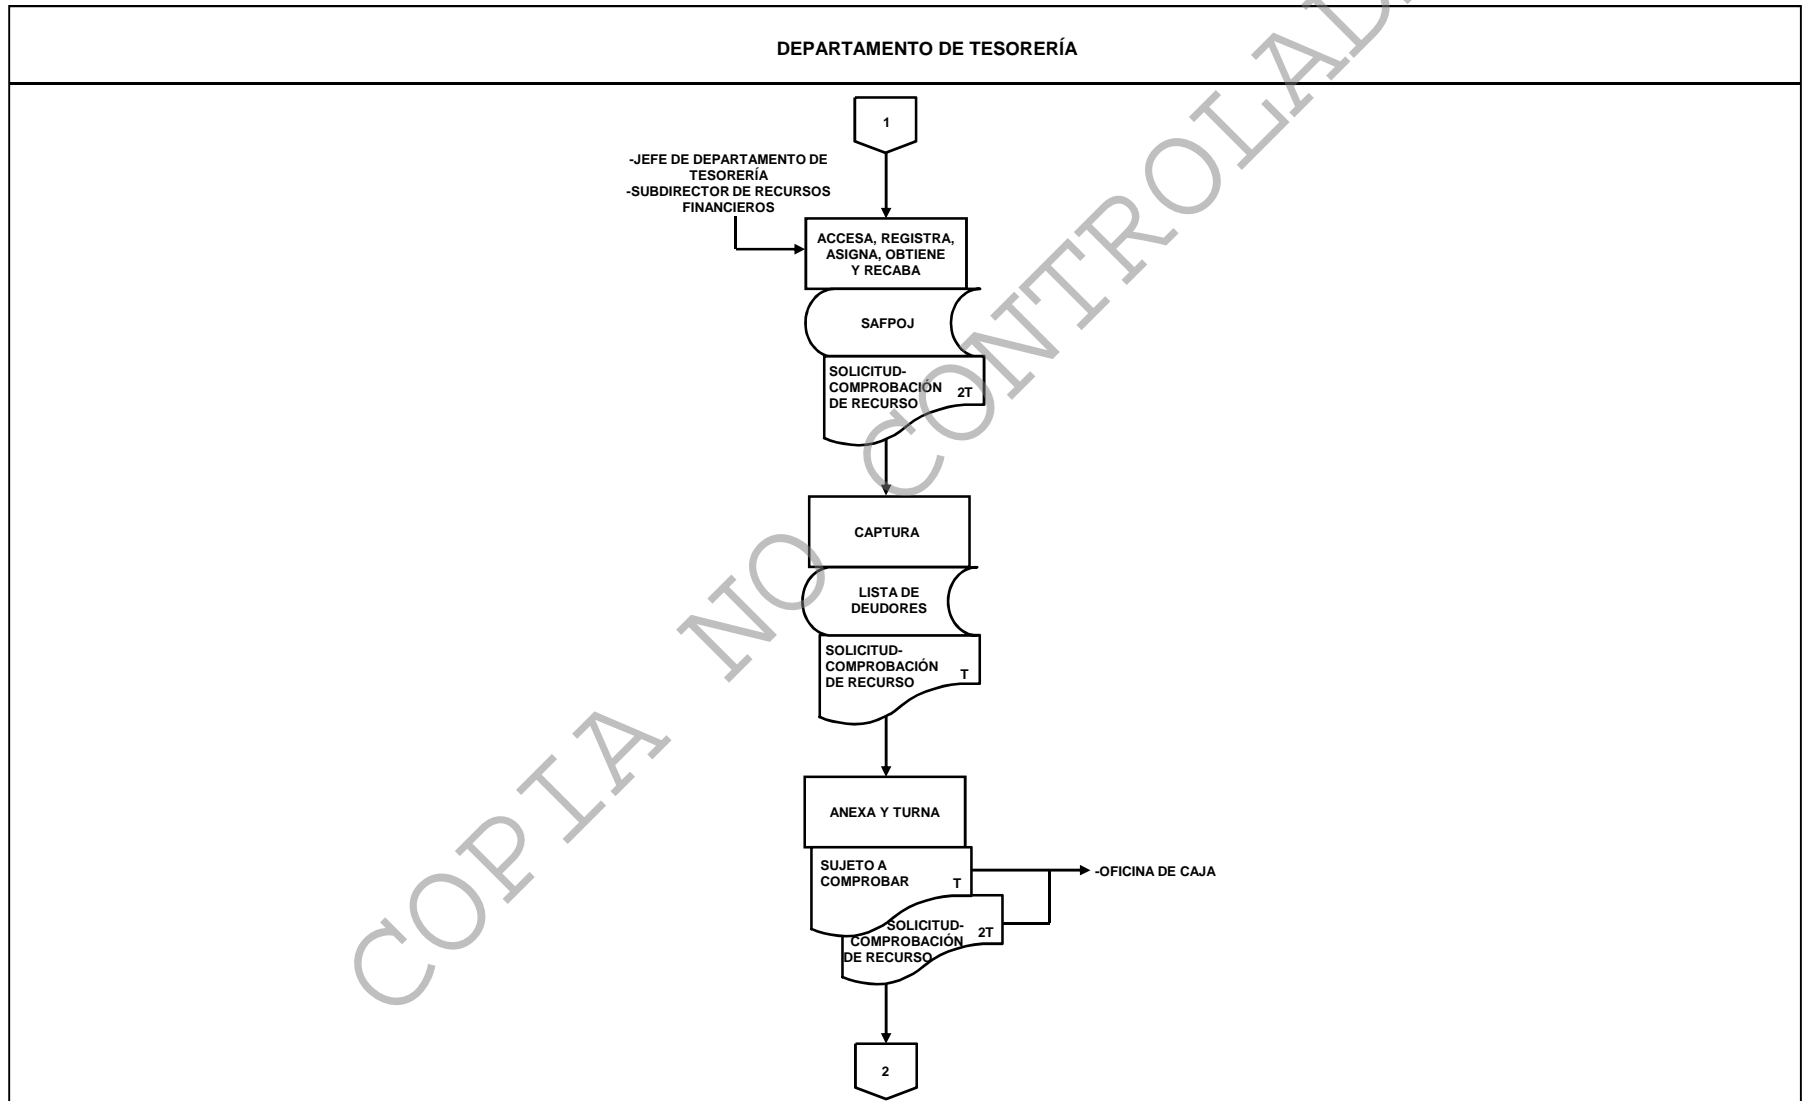 DEPARTAMENTO DE TESORERÍA
1
-JEFE DE DEPARTAMENTO DE
TESORERÍA
-SUBDIRECTOR DE RECURSOS
FINANCIEROS
ACCESA, REGISTRA,
ASIGNA, OBTIENE
Y RECABA
SAFPOJ
SOLICITUD-
COMPROBACIÓN 2T
DE RECURSO
CAPTURA
LISTA DE
DEUDORES
SOLICITUD-
COMPROBACIÓN
DE RECURSO T
ANEXA Y TURNA
SUJETO A
COMPROBAR T
-OFICINA DE CAJA
SOLICITUD-
COMPROBACIÓN 2T
DE RECURSO
2
COPIA NO CONTROLAD